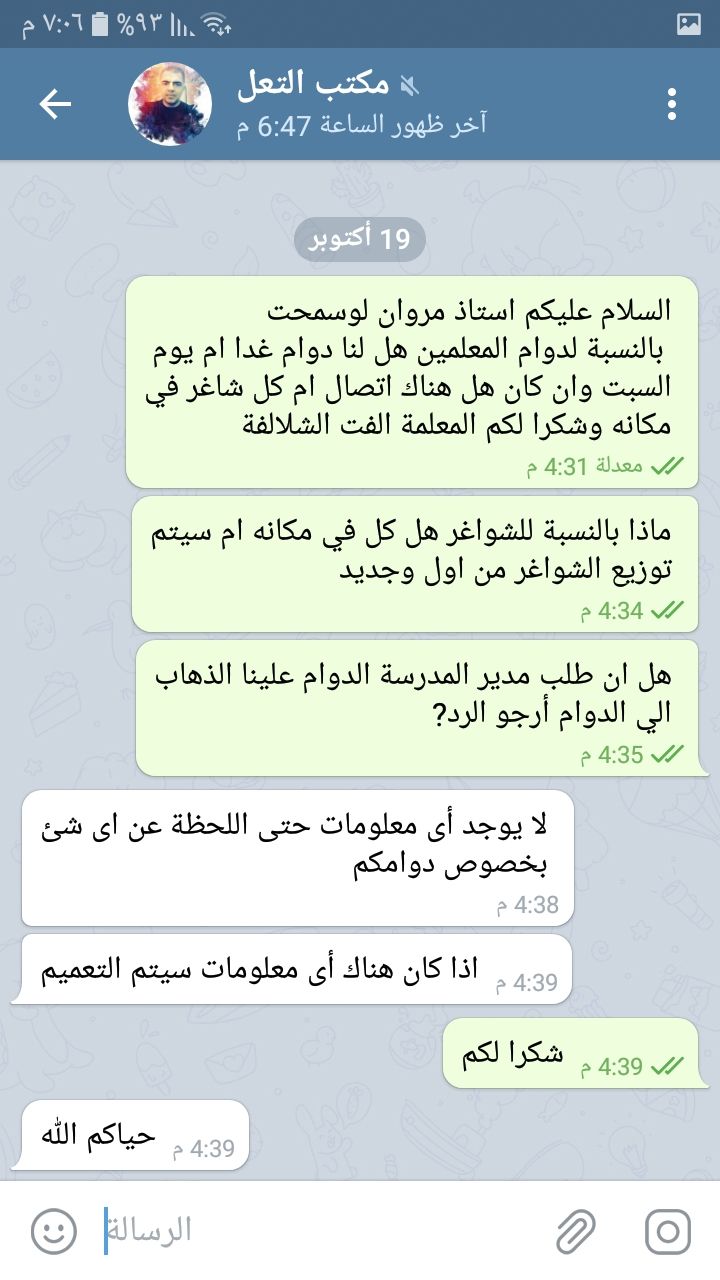 ٧:٠٦ م %٩٣
مكتب التعل
آخر ظهور الساعة 6:47 م
19 أكتوبر
السلام عليكم استاذ مروان لوسمحت
بالنسبة لدوام المعلمين هل لنا دوام غدا ام يوم
السبت وان كان هل هناك اتصال ام كل شاغر في
مكانه وشكرا لكم المعلمة الفت الشلالفة
معدلة 4:31 م
ماذا بالنسبة للشواغر هل كل في مكانه ام سيتم
توزيع الشواغر من اول وجديد
4:34 م
هل ان طلب مدير المدرسة الدوام علينا الذهاب
الي الدوام أرجو الرد?
4:35 م
لا يوجد أى معلومات حتى اللحظة عن اى شئ
بخصوص دوامكم
4:38 م
اذا كان هناك أى معلومات سيتم التعميم
4:39 م
شكرا لكم
4:39 م
حياكم الله
4:39 م
الرسالة